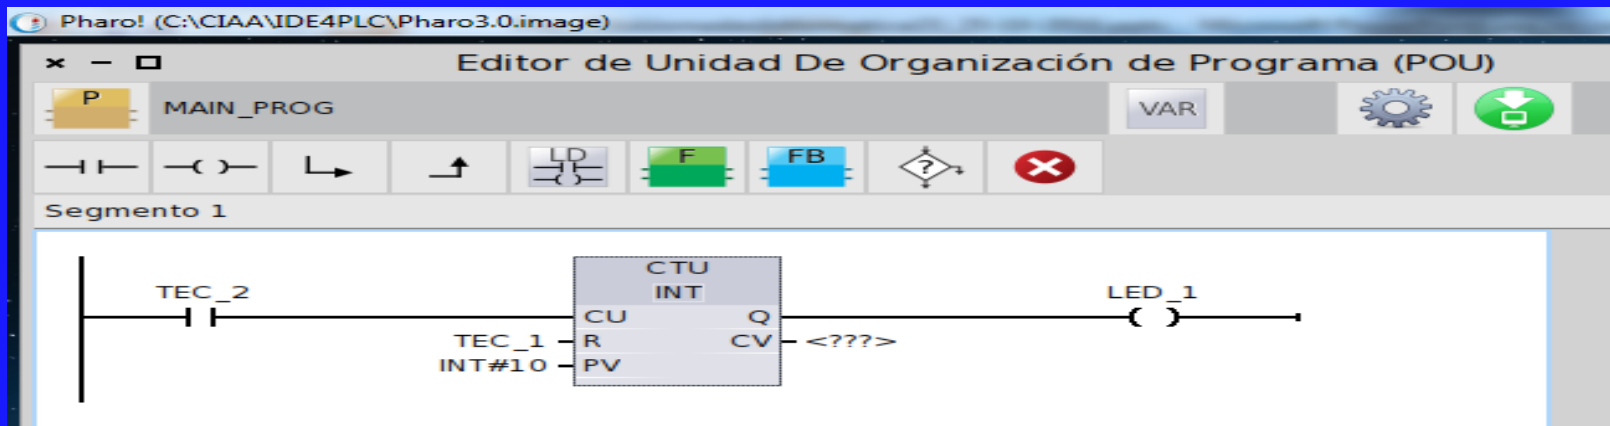 Pharo! (C:\CIAA\IDE4PLC\Pharo3.0.image)
Editor de Unidad De Organización de Programa (POU)
P MAIN_PROG VAR
LD F FB ?
Segmento 1
CTU
TEC_2 INT LED_1
CU Q
TEC_1 R CV <???>
INT#10 PV